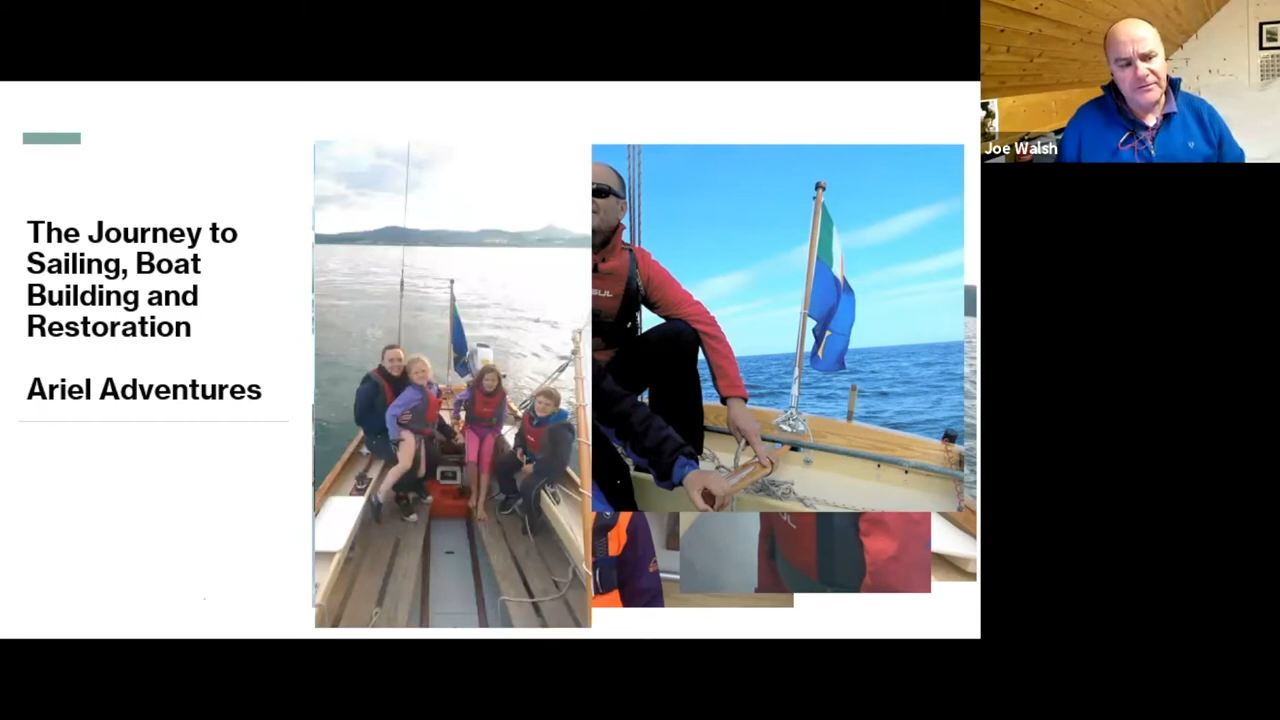 The Journey to
Sailing, Boat
Building and
Restoration
Ariel Adventures
Joe Walsh